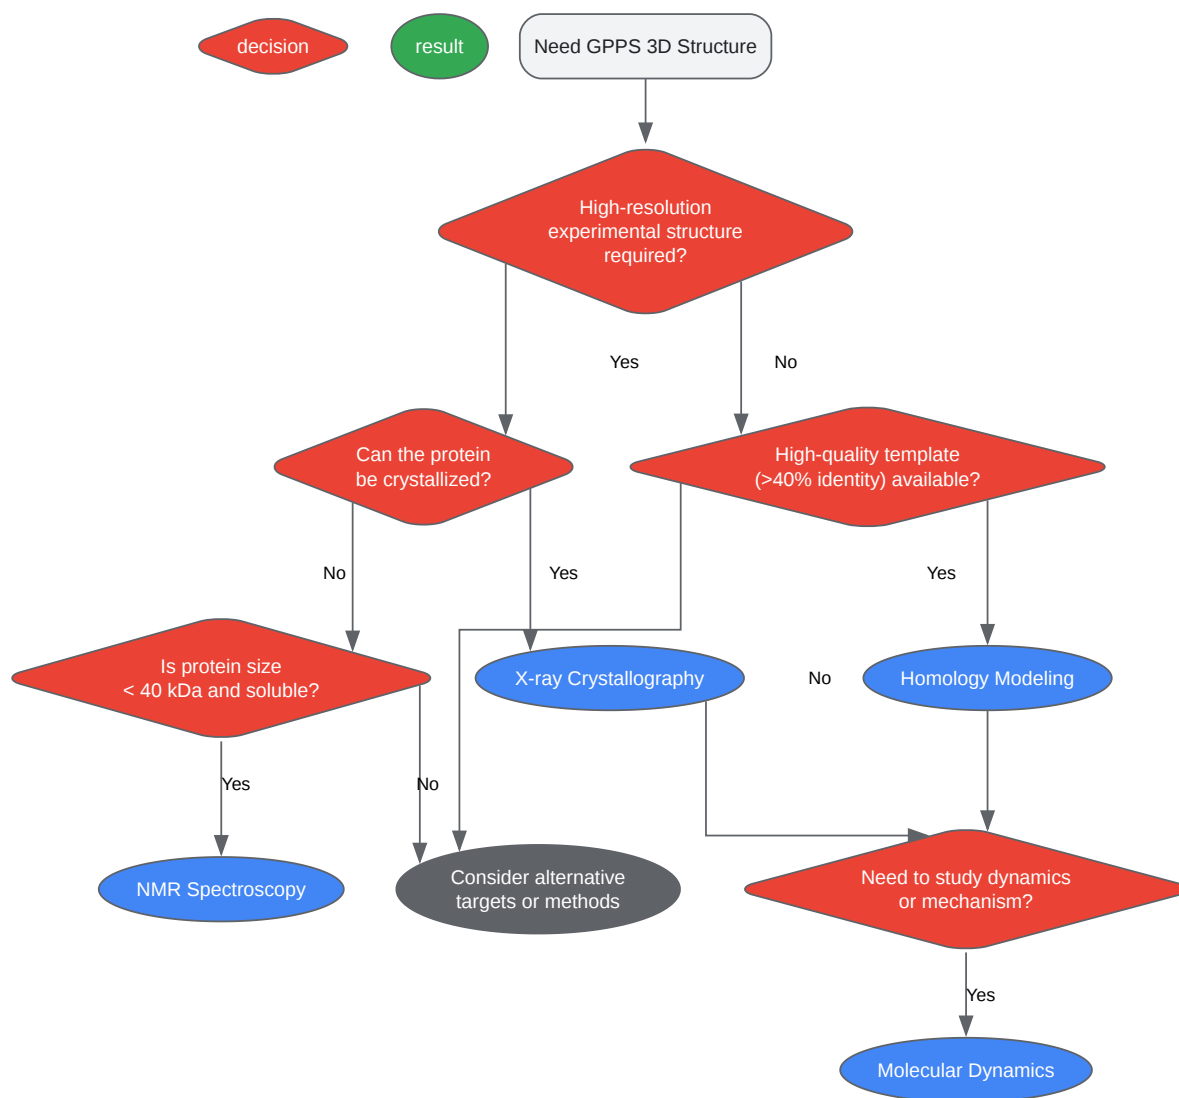 decision
result
Need GPPS 3D Structure
High-resolution
experimental structure
required?
Yes
No
Can the protein
be crystallized?
High-quality template
(>40% identity) available?
No
Yes
Yes
Is protein size
< 40 kDa and soluble?
X-ray Crystallography
No
Homology Modeling
Yes
No
NMR Spectroscopy
Consider alternative
targets or methods
Need to study dynamics
or mechanism?
Yes
Molecular Dynamics